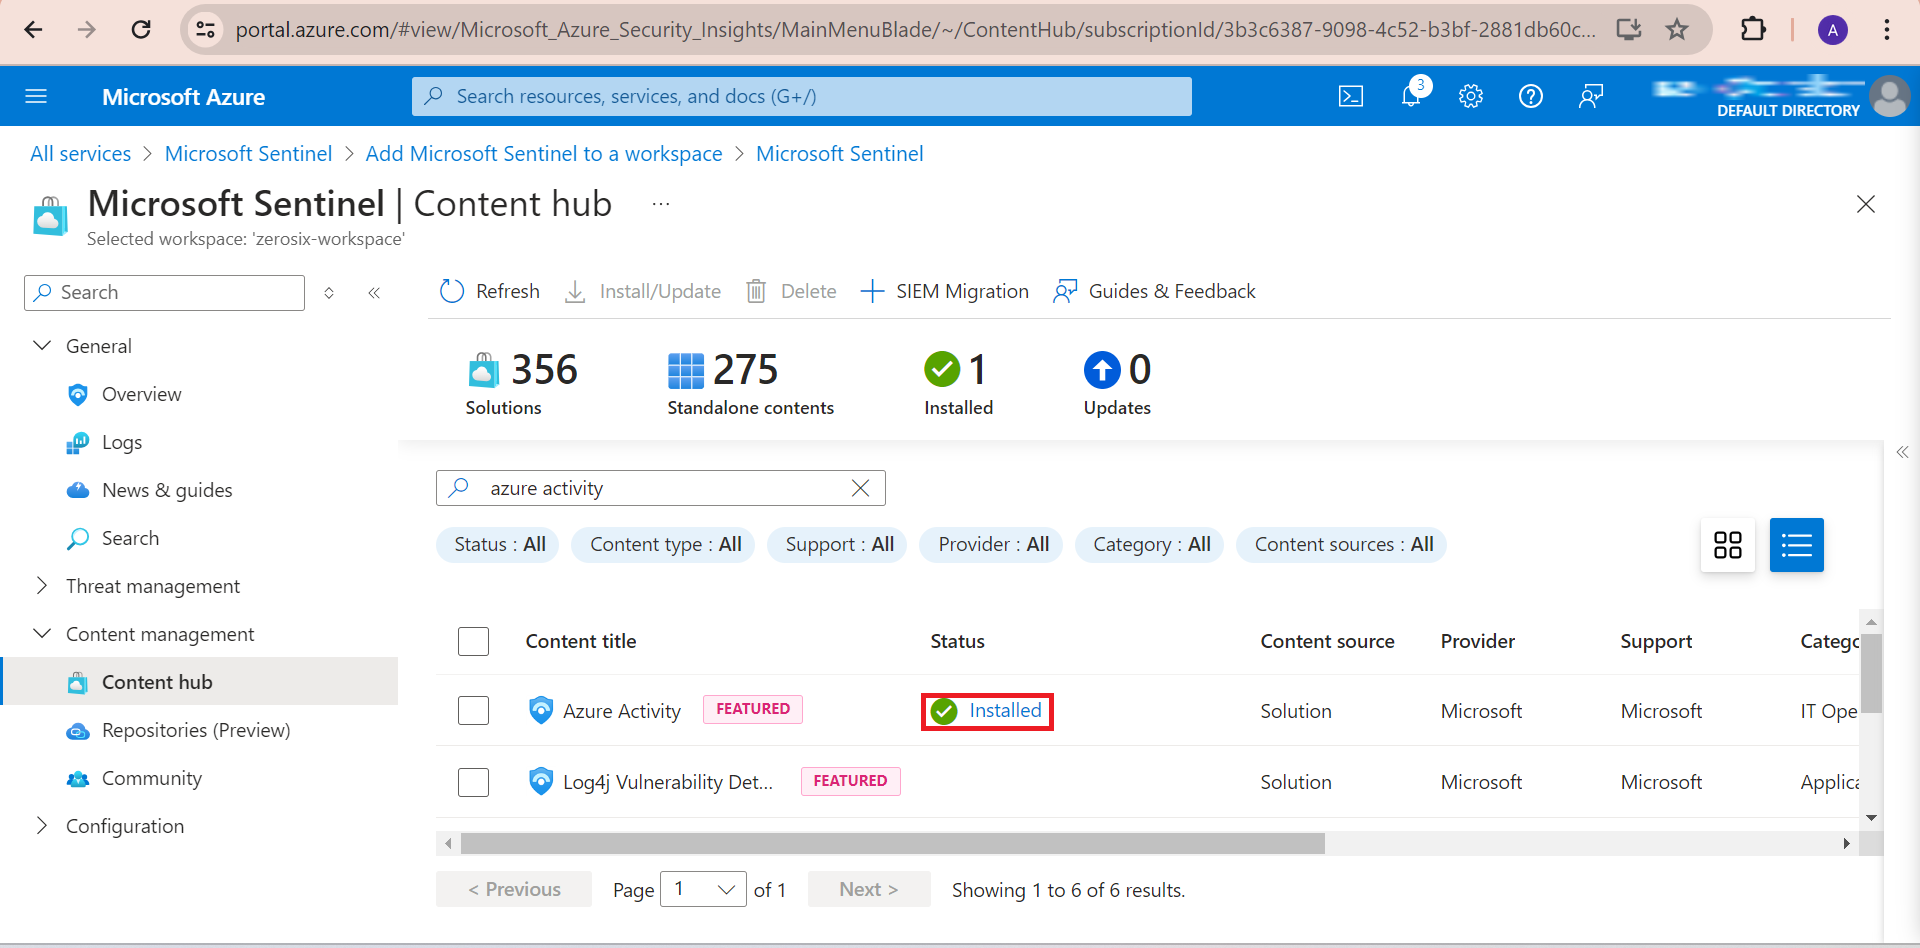 portal.azure.com/#view/Microsoft_Azure_Security_Insights/MainMenuBlade/~/ContentHub/subscriptionId/3b3c6387-9098-4c52-b3bf-2881db60c...
A
Microsoft Azure
Search resources, services, and docs (G+/)
3
DEFAULT DIRECTORY
All services > Microsoft Sentinel > Add Microsoft Sentinel to a workspace > Microsoft Sentinel
Microsoft Sentinel | Content hub ...
Selected workspace: 'zerosix-workspace'
Search
General
Overview
Logs
News & guides
Search
Threat management
Content management
Content hub
Repositories (Preview)
Community
Configuration
Refresh Install/Update Delete SIEM Migration Guides & Feedback
356 275 1 0
Solutions Standalone contents Installed Updates
azure activity
Status : All Content type : All Support : All Provider : All Category : All Content sources : All
Content title Status Content source Provider Support Catego
Azure Activity FEATURED Installed Solution Microsoft Microsoft IT Ope
Log4j Vulnerability Det... FEATURED Solution Microsoft Microsoft Applica
< Previous Page 1 of 1 Next > Showing 1 to 6 of 6 results.